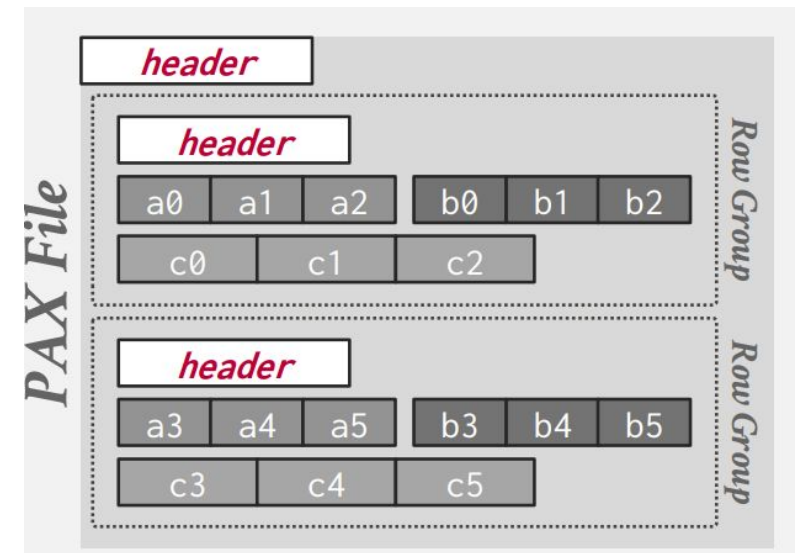 PAX File
header
header
Row Group
a0 a1 a2 b0 b1 b2
c0 c1 c2
header
Row Group
a3 a4 a5 b3 b4 b5
c3 c4 c5